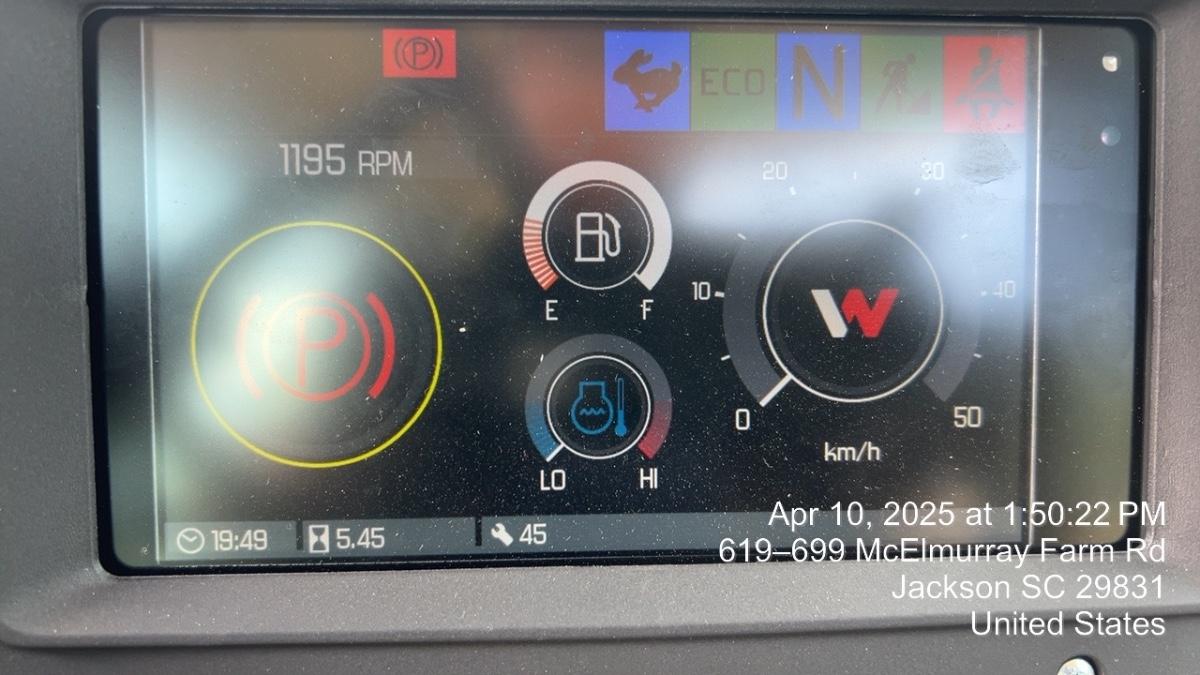 P
ECO
N
1195 RPM
20
30
E
F
10
40
P
W
LO
HI
0
50
km/h
19:49
5.45
45
Apr 10, 2025 at 1:50:22 PM
619–699 McElmurray Farm Rd
Jackson SC 29831
United States